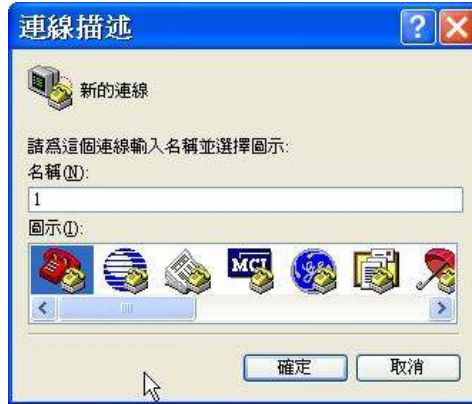 連線描述
新的連線
請為這個連線輸入名稱並選擇圖示:
名稱(N):
1
圖示(I):
MCI
確定
取消